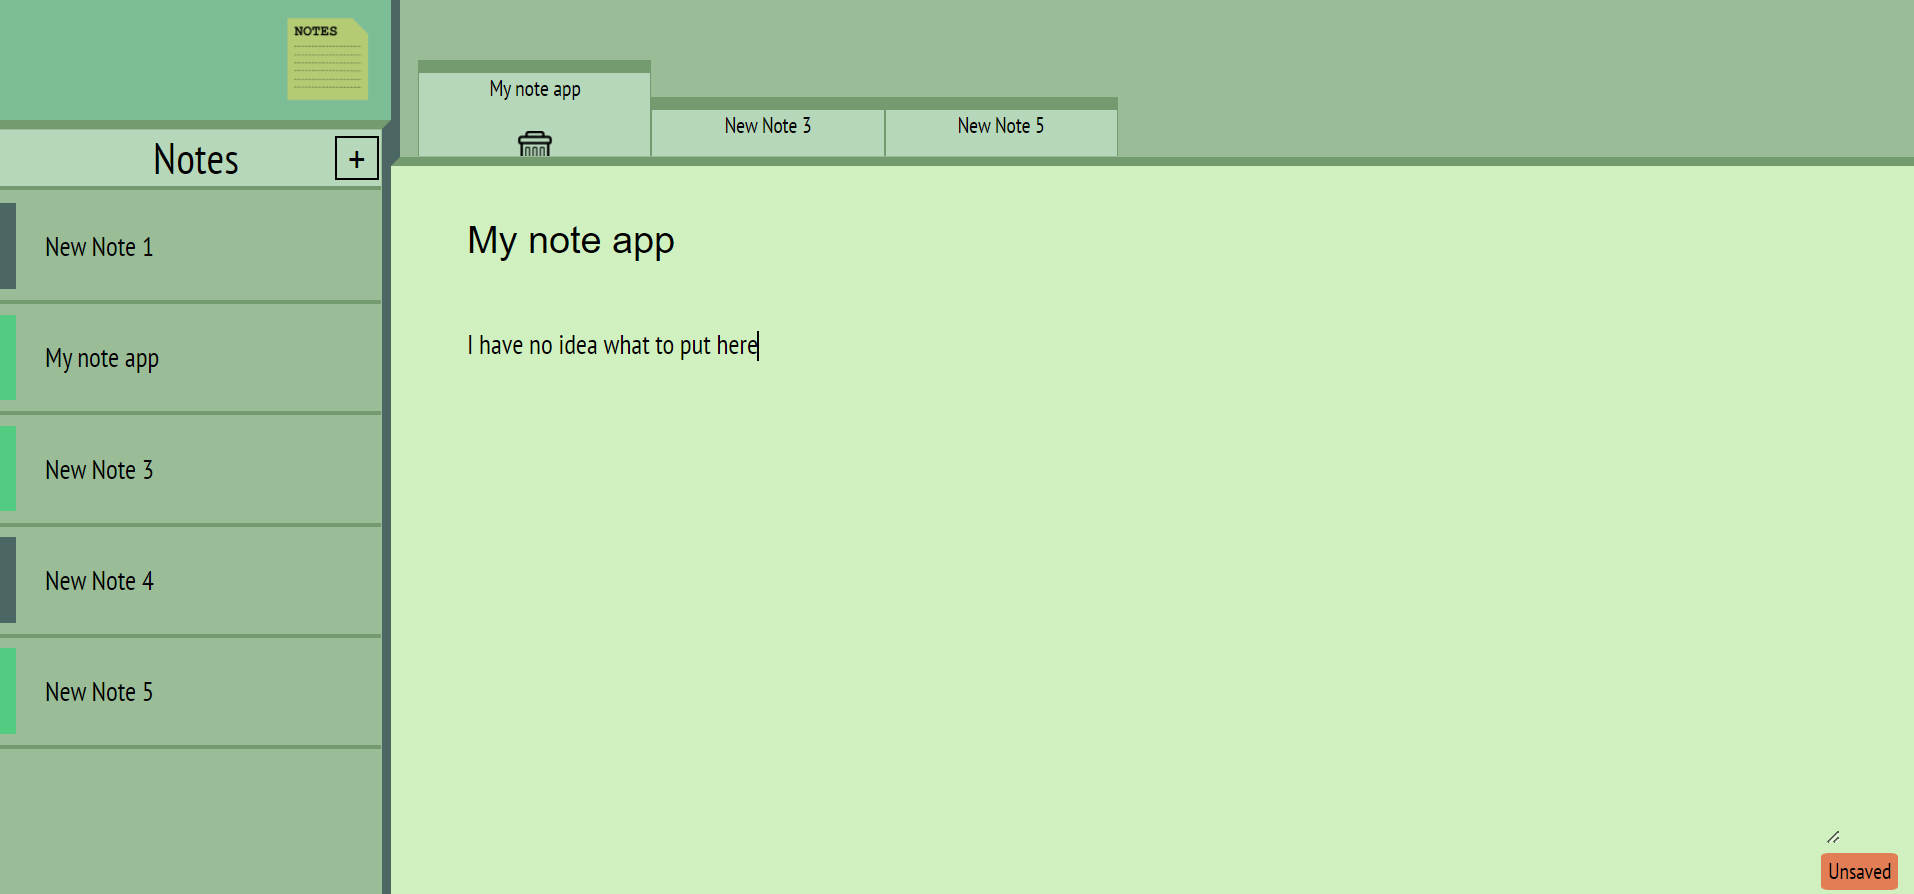 NOTES
Notes
+
New Note 1
My note app
New Note 3
New Note 4
New Note 5
My note app
New Note 3
New Note 5
My note app
I have no idea what to put here
Unsaved